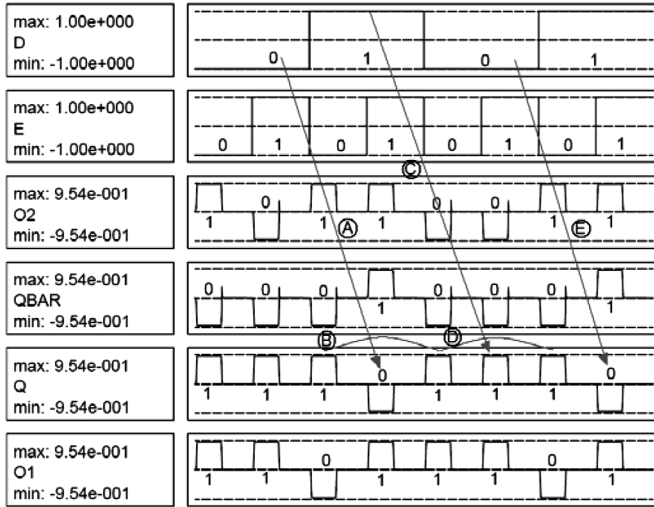 max: 1.00e+000
D
min: -1.00e+000
0 1 0 1
max: 1.00e+000
E
min: -1.00e+000
0 1 0 1 0 1 0 1
C
max: 9.54e-001
O2
min: -9.54e-001
0 0 0
1 1 A 1 1 E 1
max: 9.54e-001
QBAR
min: -9.54e-001
0 0 0 0 0 0
1 1
B D
max: 9.54e-001
Q
min: -9.54e-001
0 0
1 1 1 1 1 1
max: 9.54e-001
O1
min: -9.54e-001
0 0
1 1 1 1 1 1